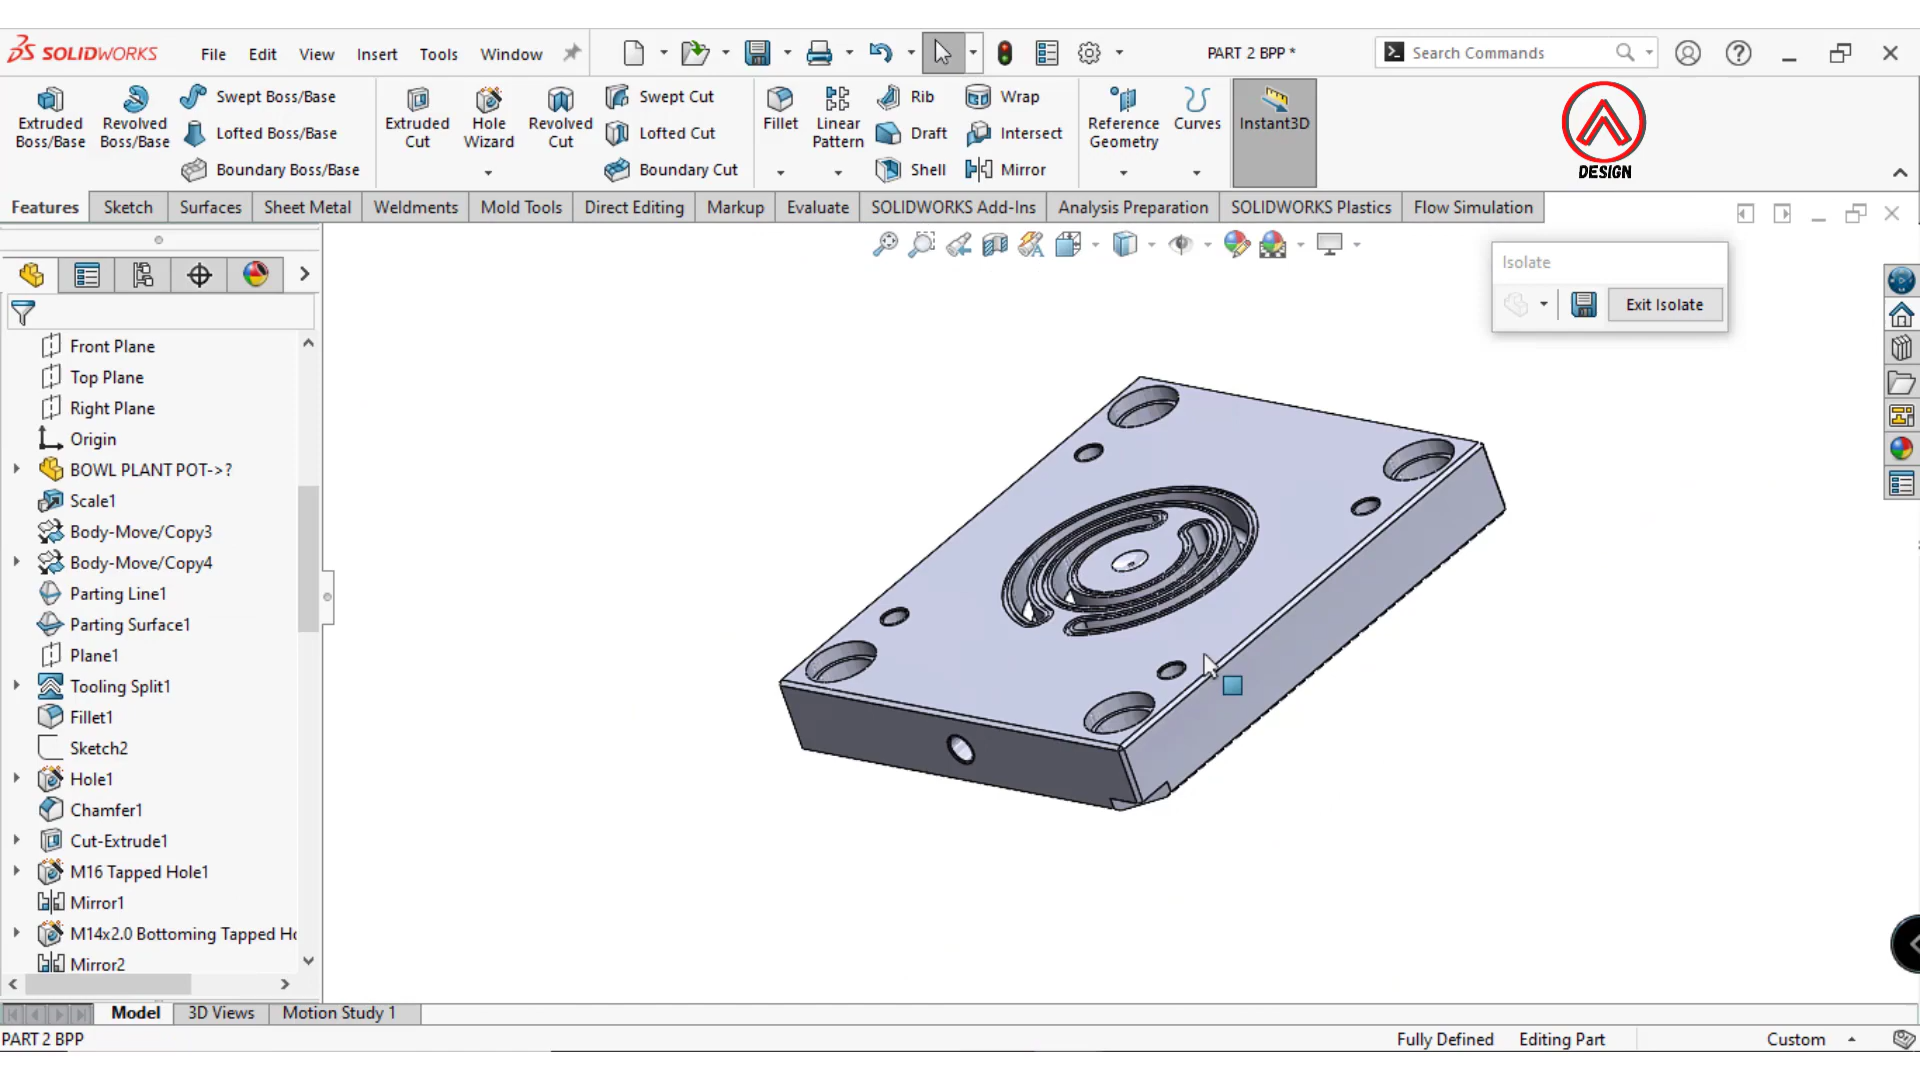 SOLIDWORKS File Edit View Insert Tools Window PART 2 BPP * Search Commands
Extruded Boss/Base
Revolved Boss/Base
Swept Boss/Base
Lofted Boss/Base
Boundary Boss/Base
Extruded Cut
Hole Wizard
Revolved Cut
Swept Cut
Lofted Cut
Boundary Cut
Fillet
Linear Pattern
Rib
Draft
Shell
Wrap
Intersect
Mirror
Reference Geometry
Curves
Instant3D
DESIGN
Features Sketch Surfaces Sheet Metal Weldments Mold Tools Direct Editing Markup Evaluate SOLIDWORKS Add-Ins Analysis Preparation SOLIDWORKS Plastics Flow Simulation
Isolate
Exit Isolate
Front Plane
Top Plane
Right Plane
Origin
BOWL PLANT POT->?
Scale1
Body-Move/Copy3
Body-Move/Copy4
Parting Line1
Parting Surface1
Plane1
Tooling Split1
Fillet1
Sketch2
Hole1
Chamfer1
Cut-Extrude1
M16 Tapped Hole1
Mirror1
M14x2.0 Bottoming Tapped Ho
Mirror2
Model 3D Views Motion Study 1
PART 2 BPP Fully Defined Editing Part Custom